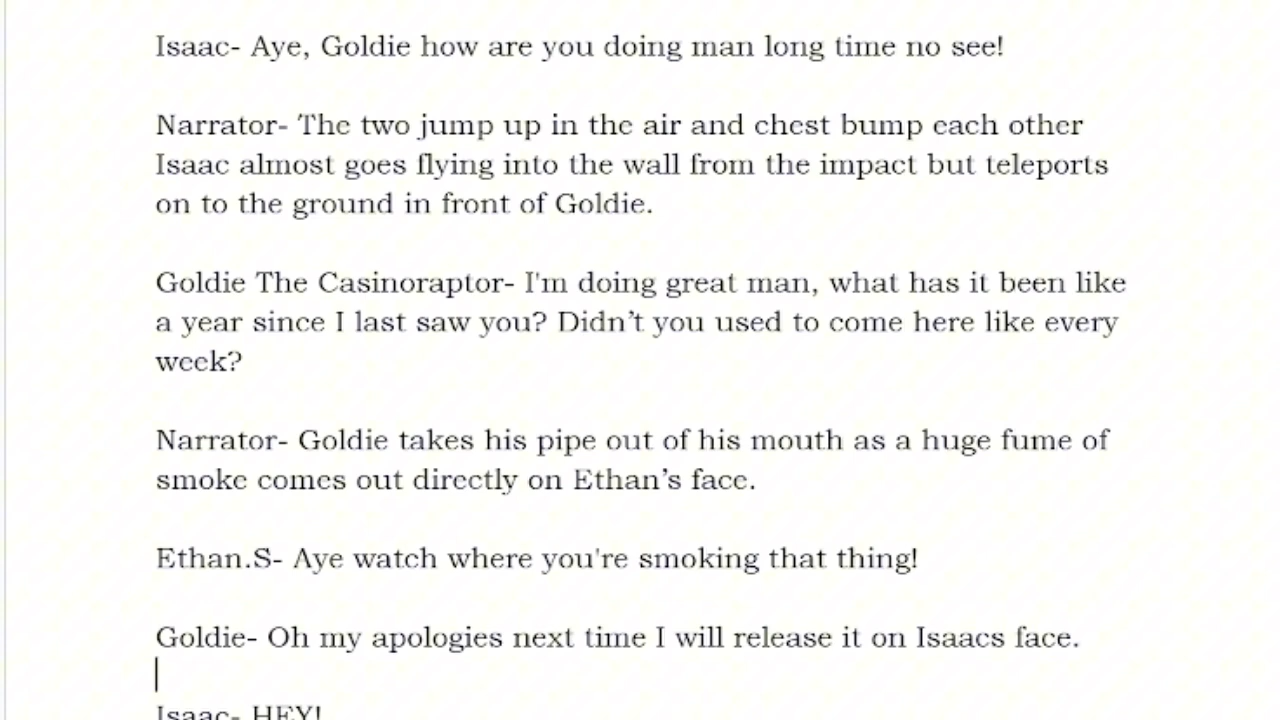 Isaac- Aye, Goldie how are you doing man long time no see!
Narrator- The two jump up in the air and chest bump each other
Isaac almost goes flying into the wall from the impact but teleports
on to the ground in front of Goldie.
Goldie The Casinoraptor- I'm doing great man, what has it been like
a year since I last saw you? Didn’t you used to come here like every
week?
Narrator- Goldie takes his pipe out of his mouth as a huge fume of
smoke comes out directly on Ethan’s face.
Ethan.S- Aye watch where you're smoking that thing!
Goldie- Oh my apologies next time I will release it on Isaacs face.
Isaac- HEY!